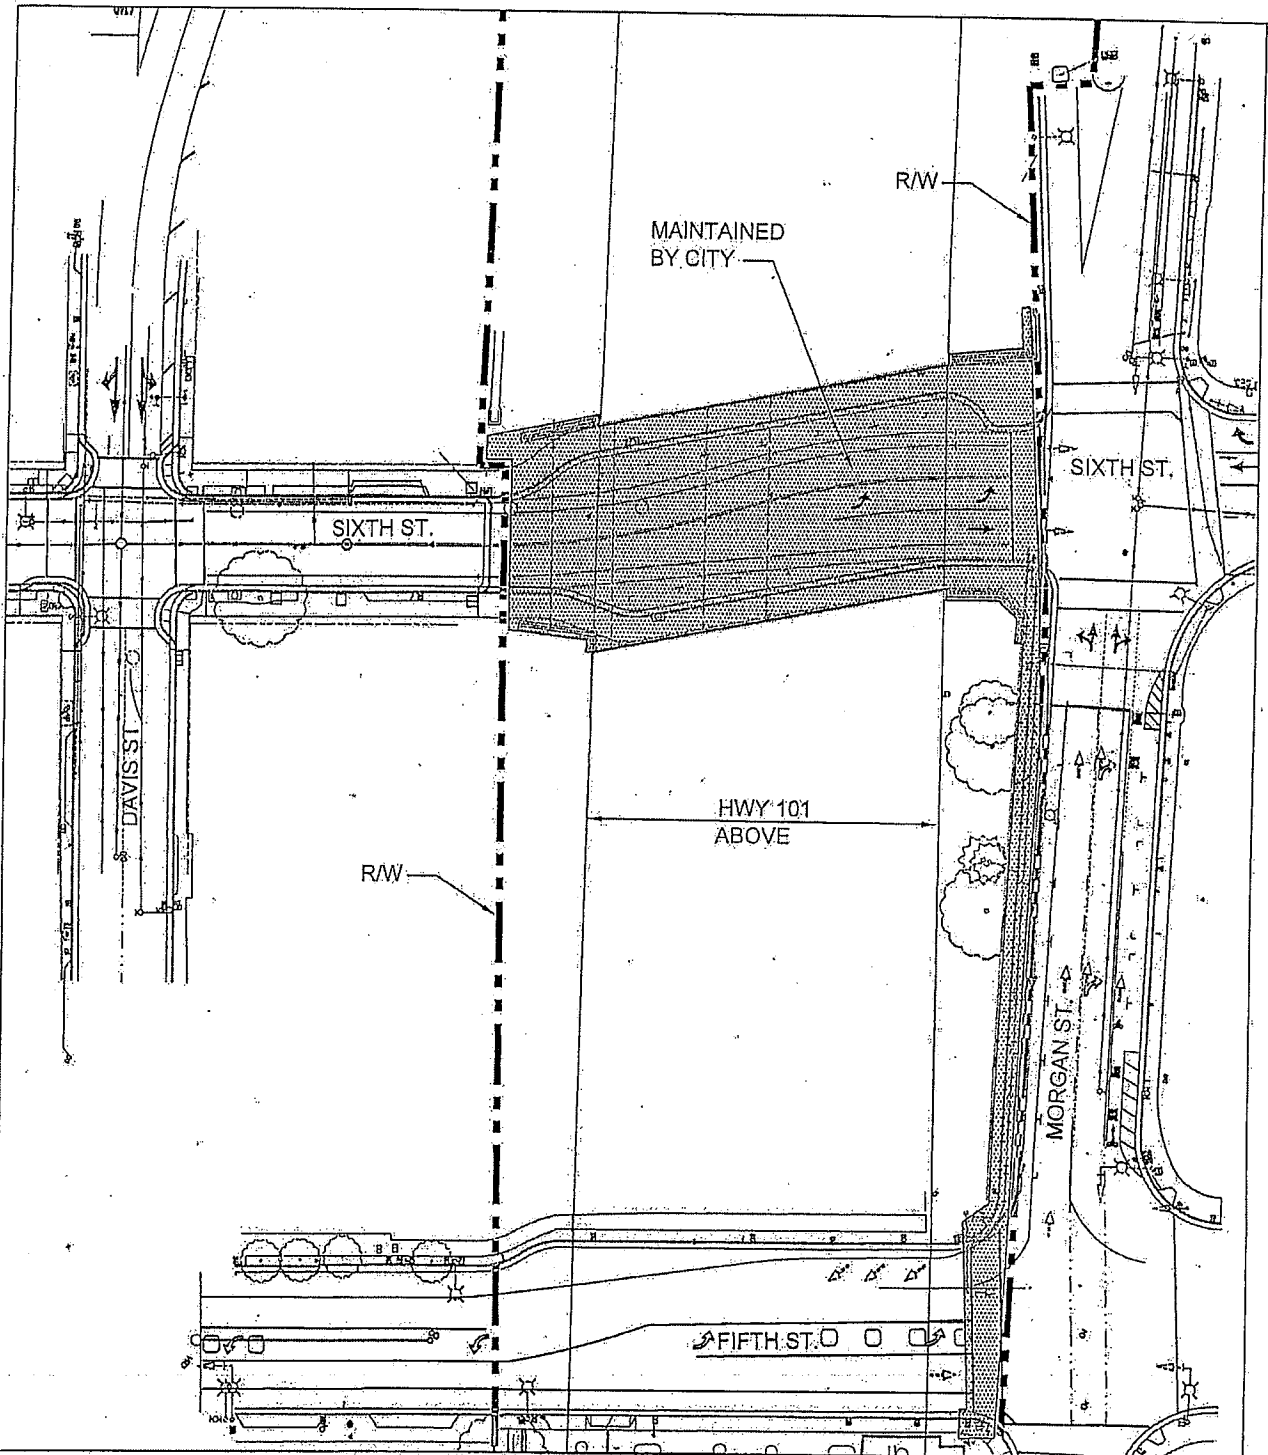 R/W
MAINTAINED
BY CITY
SIXTH ST.
SIXTH ST.
DAVIS ST.
HWY 101
ABOVE
R/W
MORGAN ST.
FIFTH ST.